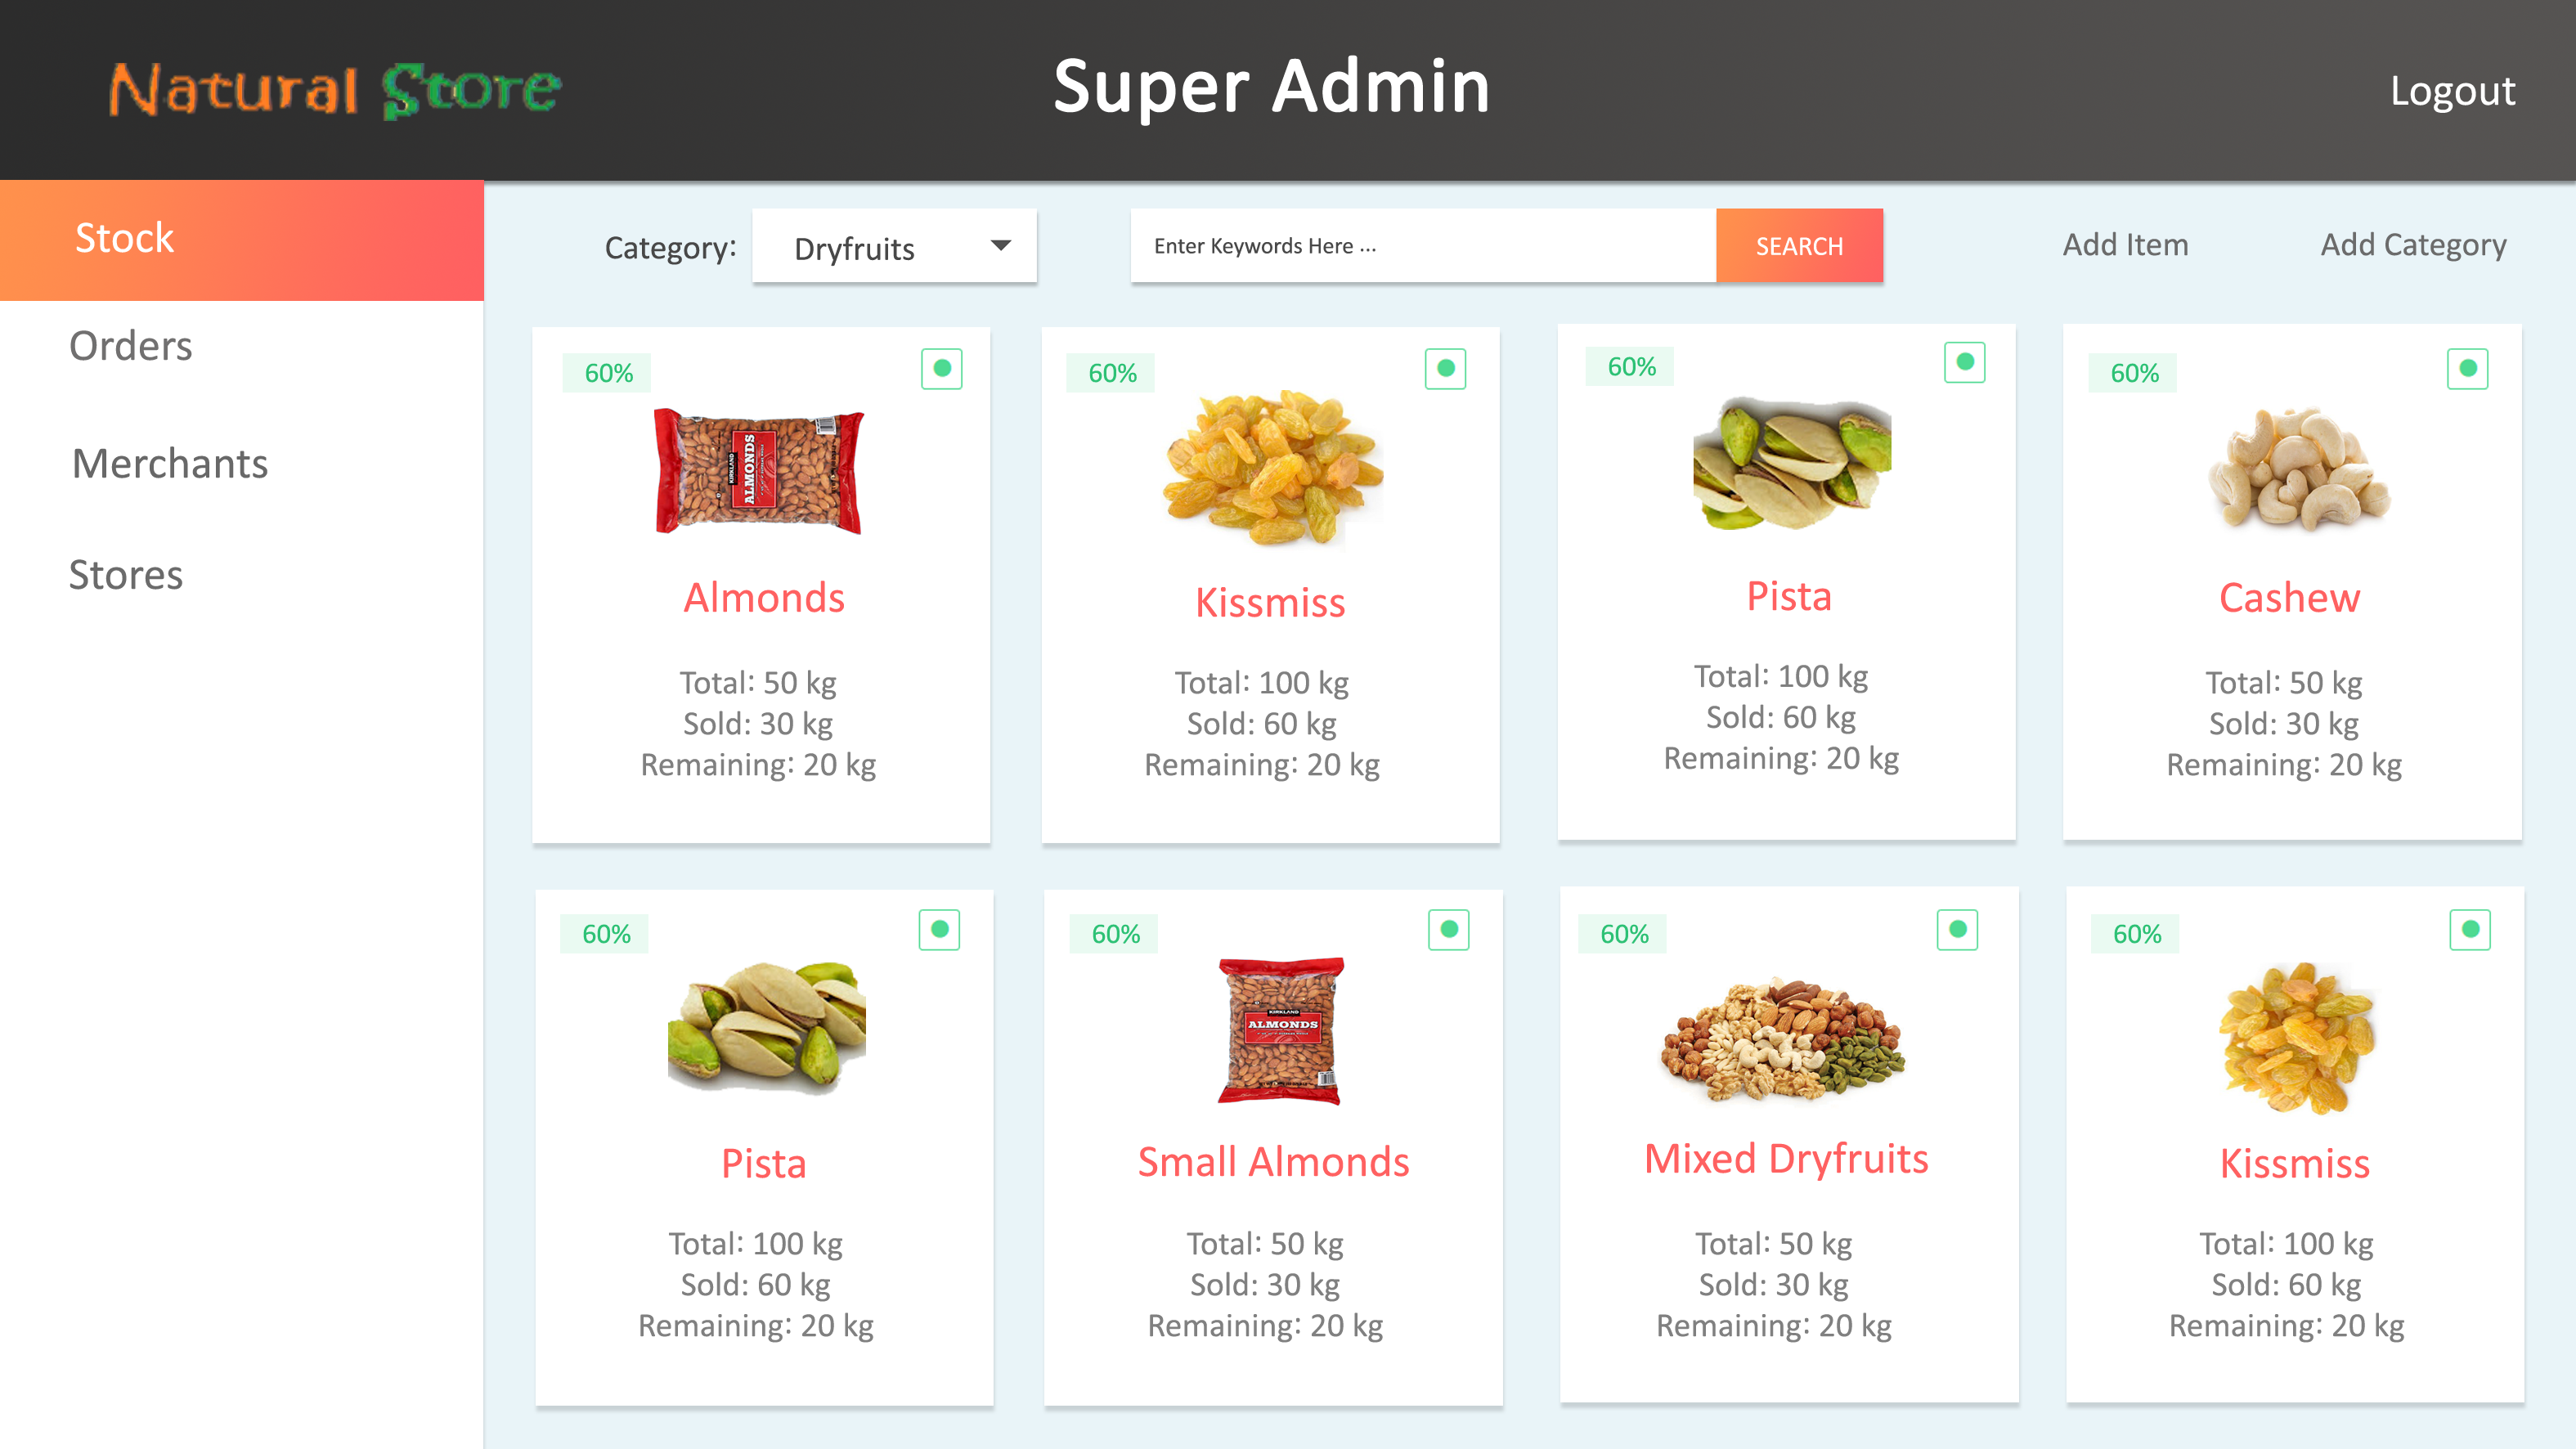 Natural Store
Super Admin
Logout
Stock
Orders
Merchants
Stores
Category:
Dryfruits
Enter Keywords Here ...
SEARCH
Add Item
Add Category
60%
KIRKLAND
ALMONDS
Almonds
Total: 50 kg
Sold: 30 kg
Remaining: 20 kg
60%
Kissmiss
Total: 100 kg
Sold: 60 kg
Remaining: 20 kg
60%
Pista
Total: 100 kg
Sold: 60 kg
Remaining: 20 kg
60%
Cashew
Total: 50 kg
Sold: 30 kg
Remaining: 20 kg
60%
Pista
Total: 100 kg
Sold: 60 kg
Remaining: 20 kg
60%
KIRKLAND
ALMONDS
Small Almonds
Total: 50 kg
Sold: 30 kg
Remaining: 20 kg
60%
Mixed Dryfruits
Total: 50 kg
Sold: 30 kg
Remaining: 20 kg
60%
Kissmiss
Total: 100 kg
Sold: 60 kg
Remaining: 20 kg